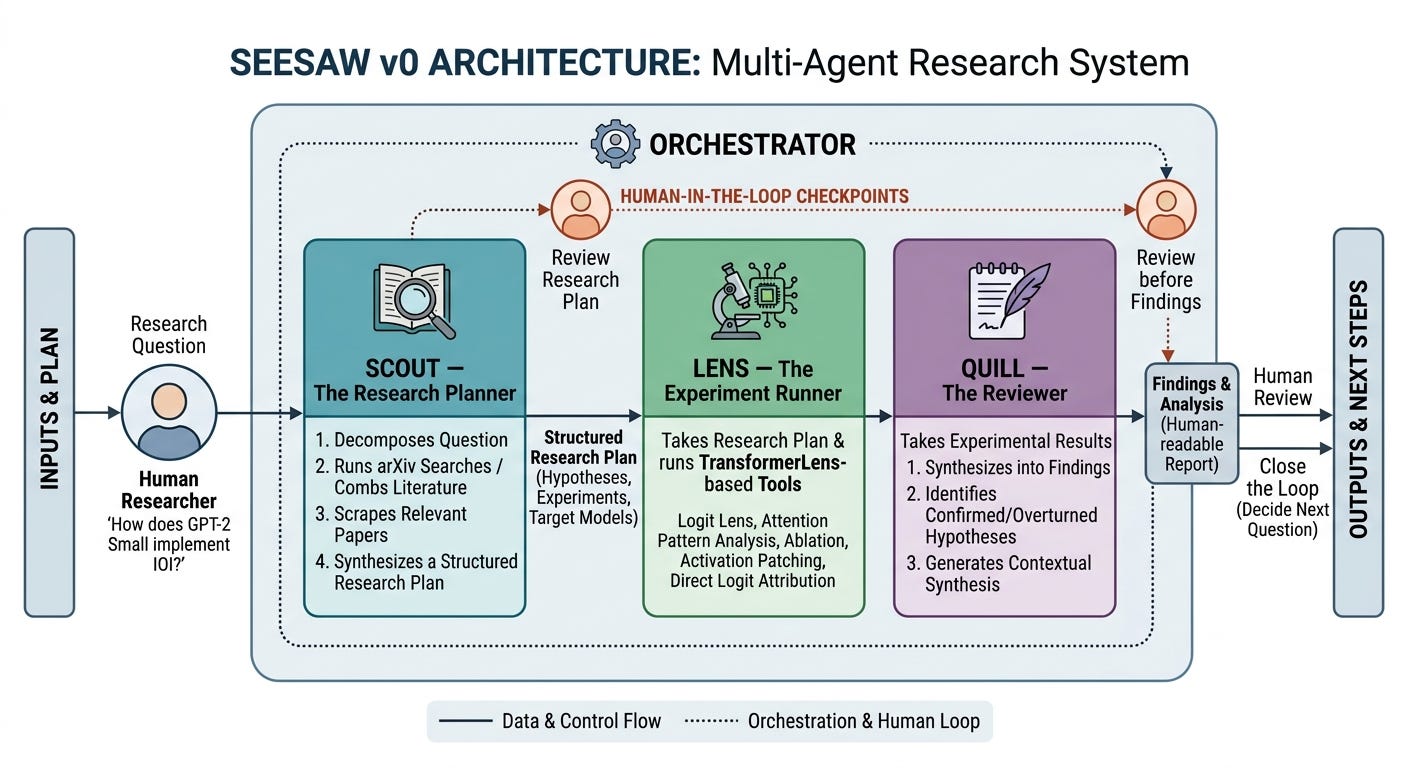 SEESAW v0 ARCHITECTURE: Multi-Agent Research System
ORCHESTRATOR
HUMAN-IN-THE-LOOP CHECKPOINTS
INPUTS & PLAN
Research
Question
Human
Researcher
'How does GPT-2
Small implement
IOI?'
SCOUT —
The Research Planner
1. Decomposes Question
2. Runs arXiv Searches /
Combs Literature
3. Scrapes Relevant
Papers
4. Synthesizes a Structured
Research Plan
Review
Research
Plan
Structured
Research Plan
(Hypotheses,
Experiments,
Target Models)
LENS — The
Experiment Runner
Takes Research Plan &
runs TransformerLens-
based Tools
Logit Lens, Attention
Pattern Analysis, Ablation,
Activation Patching,
Direct Logit Attribution
QUILL —
The Reviewer
Takes Experimental Results
1. Synthesizes into Findings
2. Identifies
Confirmed/Overturned
Hypotheses
3. Generates Contextual
Synthesis
Review
before
Findings
Findings &
Analysis
(Human-
readable
Report)
Human
Review
Close
the Loop
(Decide Next
Question)
OUTPUTS & NEXT STEPS
Data & Control Flow
Orchestration & Human Loop